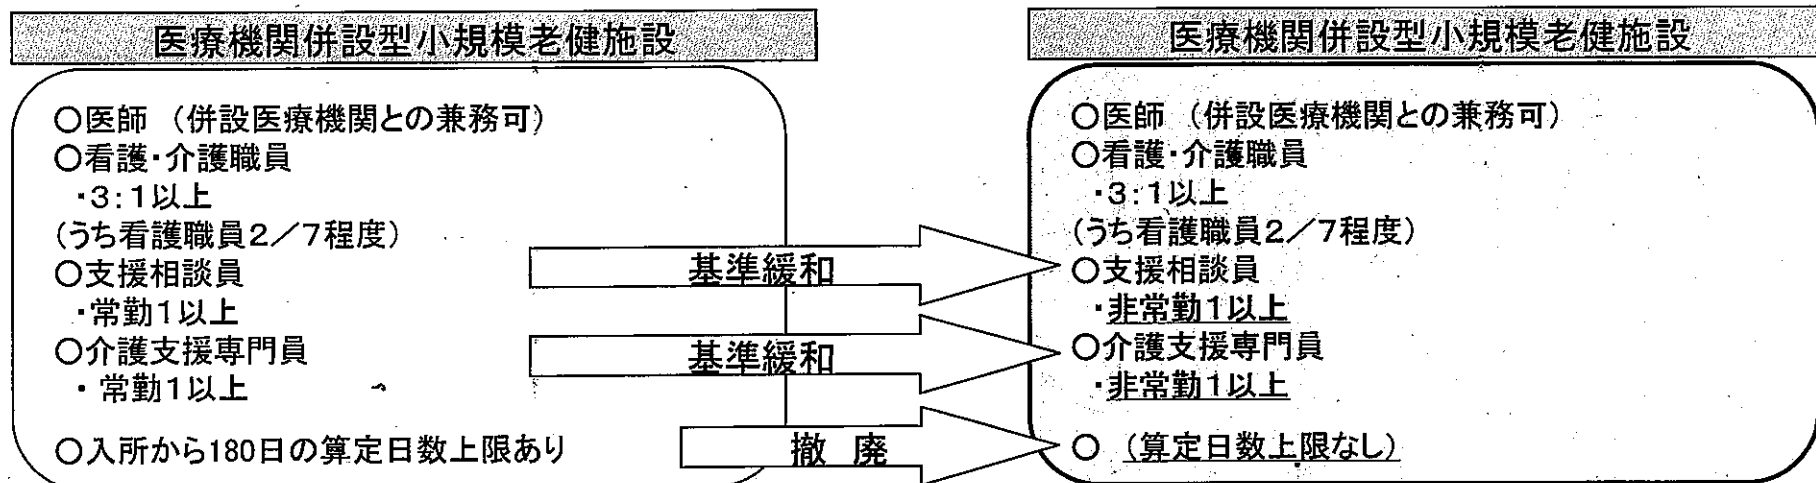 医療機関併設型小規模老健施設
○医師 （併設医療機関との兼務可）
○看護・介護職員
・3：1以上
(うち看護職員2／7程度）
○支援相談員
・常勤1以上
○介護支援専門員
・ 常勤1以上
○入所から180日の算定日数上限あり
基準緩和
基準緩和
撤 廃
医療機関併設型小規模老健施設
○医師 （併設医療機関との兼務可）
○看護・介護職員
・3：1以上
(うち看護職員2／7程度）
○支援相談員
・非常勤1以上
○介護支援専門員
・非常勤1以上
○ （算定日数上限なし）